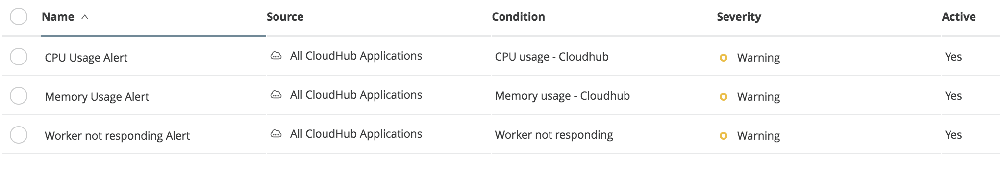 Name Source Condition Severity Active
CPU Usage Alert All CloudHub Applications CPU usage - Cloudhub Warning Yes
Memory Usage Alert All CloudHub Applications Memory usage - Cloudhub Warning Yes
Worker not responding Alert All CloudHub Applications Worker not responding Warning Yes